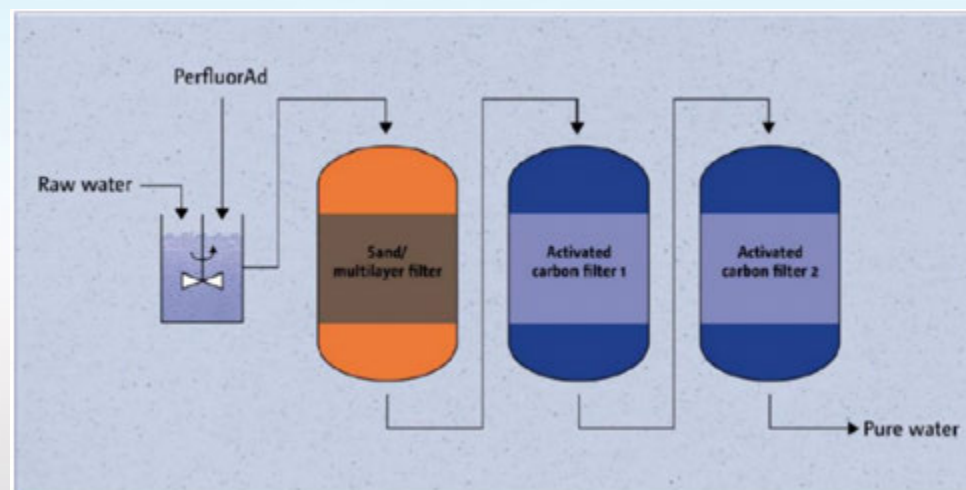 PerfluorAd
Raw water
Sand/
multilayer filter
Activated
carbon filter 1
Activated
carbon filter 2
Pure water